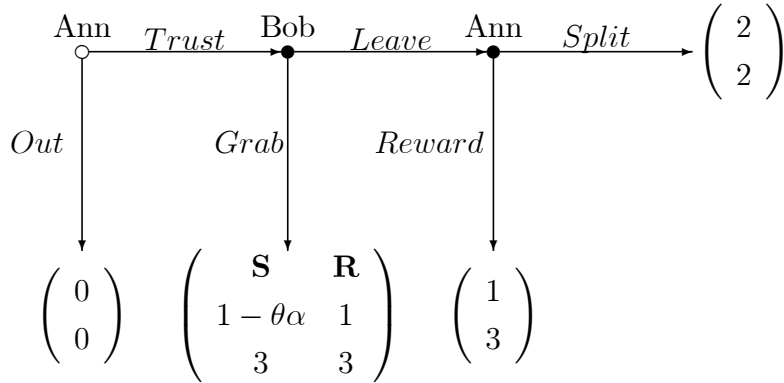 Ann Bob Ann
Trust Leave Split
2
2
Out Grab Reward
S R
0 1 − θα 1 1
0 3 3 3